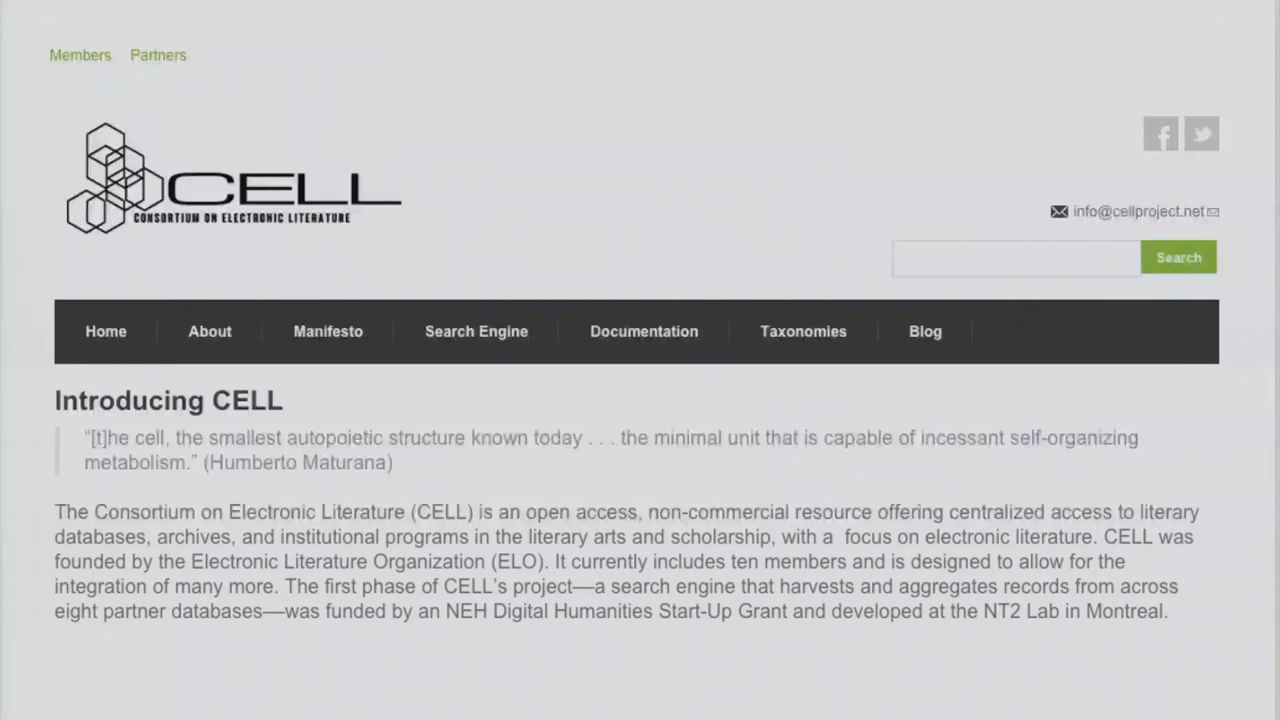 Members Partners
CELL
CONSORTIUM ON ELECTRONIC LITERATURE
info@cellproject.net
Search
Home About Manifesto Search Engine Documentation Taxonomies Blog
Introducing CELL
“[t]he cell, the smallest autopoietic structure known today . . . the minimal unit that is capable of incessant self-organizing
metabolism.” (Humberto Maturana)
The Consortium on Electronic Literature (CELL) is an open access, non-commercial resource offering centralized access to literary
databases, archives, and institutional programs in the literary arts and scholarship, with a focus on electronic literature. CELL was
founded by the Electronic Literature Organization (ELO). It currently includes ten members and is designed to allow for the
integration of many more. The first phase of CELL’s project—a search engine that harvests and aggregates records from across
eight partner databases—was funded by an NEH Digital Humanities Start-Up Grant and developed at the NT2 Lab in Montreal.